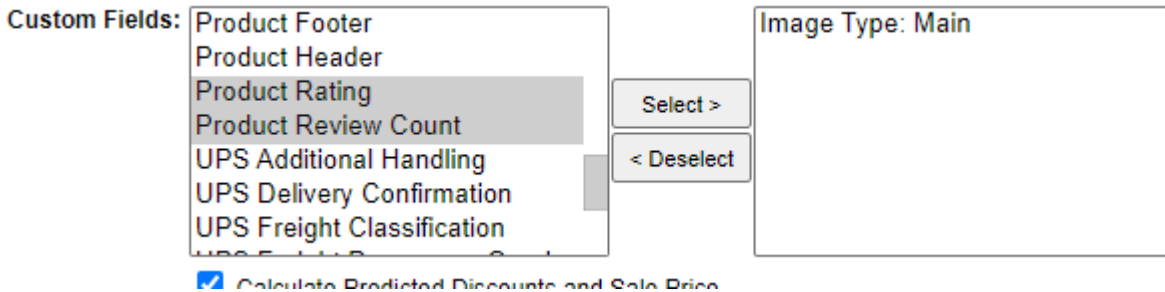 Custom Fields:
Product Footer
Product Header
Product Rating
Product Review Count
UPS Additional Handling
UPS Delivery Confirmation
UPS Freight Classification
Select >
< Deselect
Image Type: Main
Calculate Predicted Discounts and Sale Price